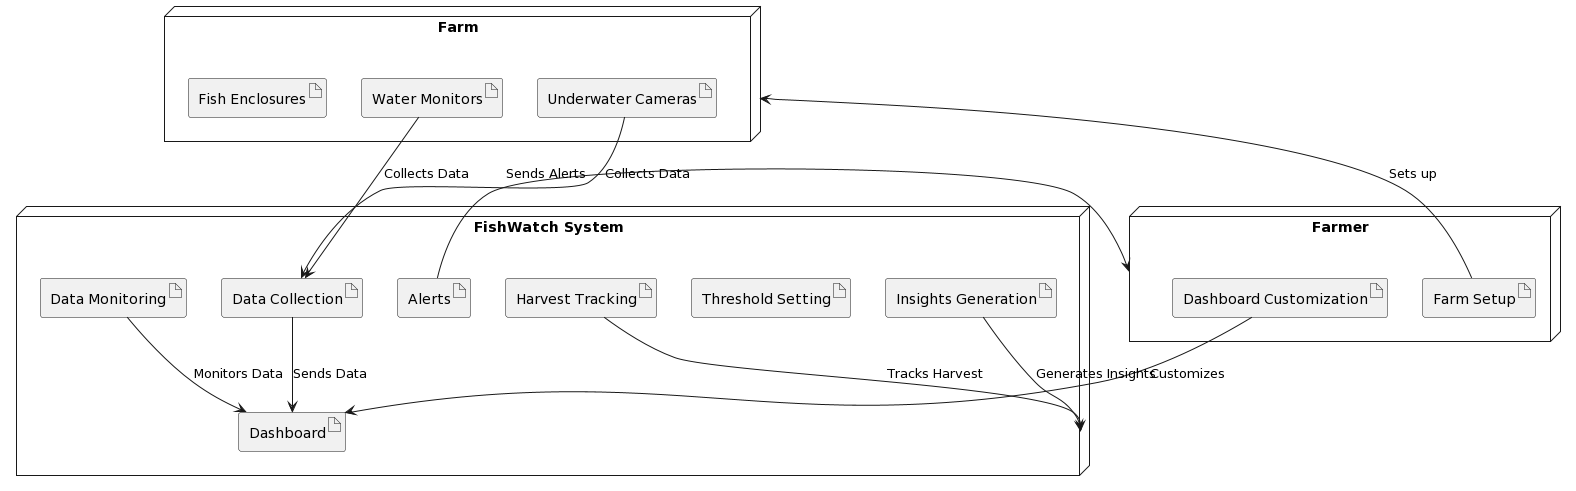 Farm
Fish Enclosures
Water Monitors
Underwater Cameras
Collects Data
Sends Alerts
Collects Data
Sets up
FishWatch System
Farmer
Data Monitoring
Data Collection
Alerts
Harvest Tracking
Threshold Setting
Insights Generation
Dashboard Customization
Farm Setup
Monitors Data
Sends Data
Tracks Harvest
Generates Insights
Customizes
Dashboard